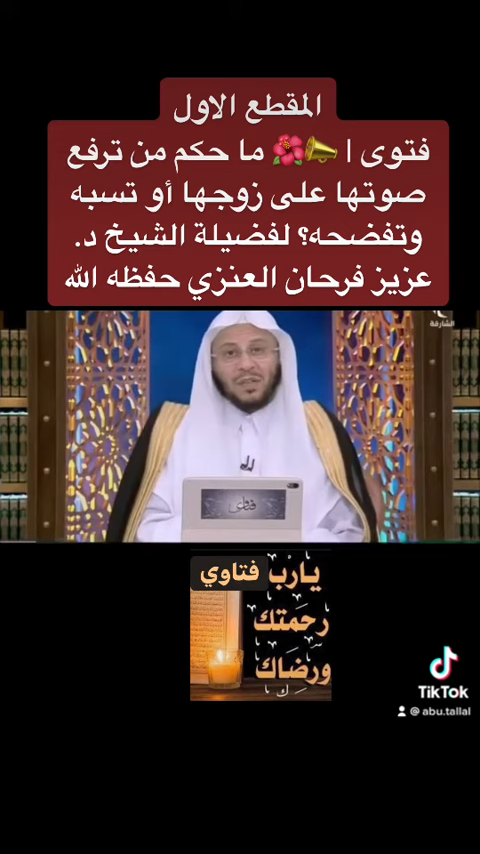 المقطع الاول
فتوى | 📣🌺 ما حكم من ترفع
صوتها على زوجها أو تسبه
وتفضحه؟ لفضيلة الشيخ د.
عزيز فرحان العنزي حفظه الله
الشارقة
فتاوى
فتاوي
يارب
رحمتك
ورضاك
TikTok
@ abu.tallal